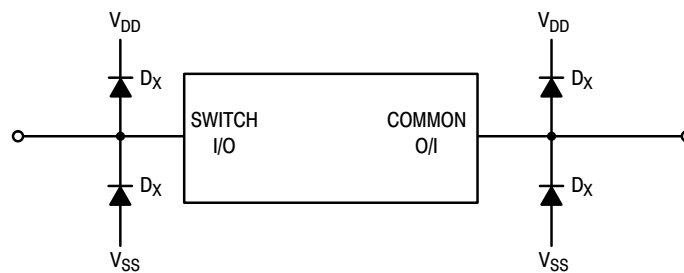 V_DD
V_DD
D_X
D_X
SWITCH
I/O
COMMON
O/I
D_X
D_X
V_SS
V_SS